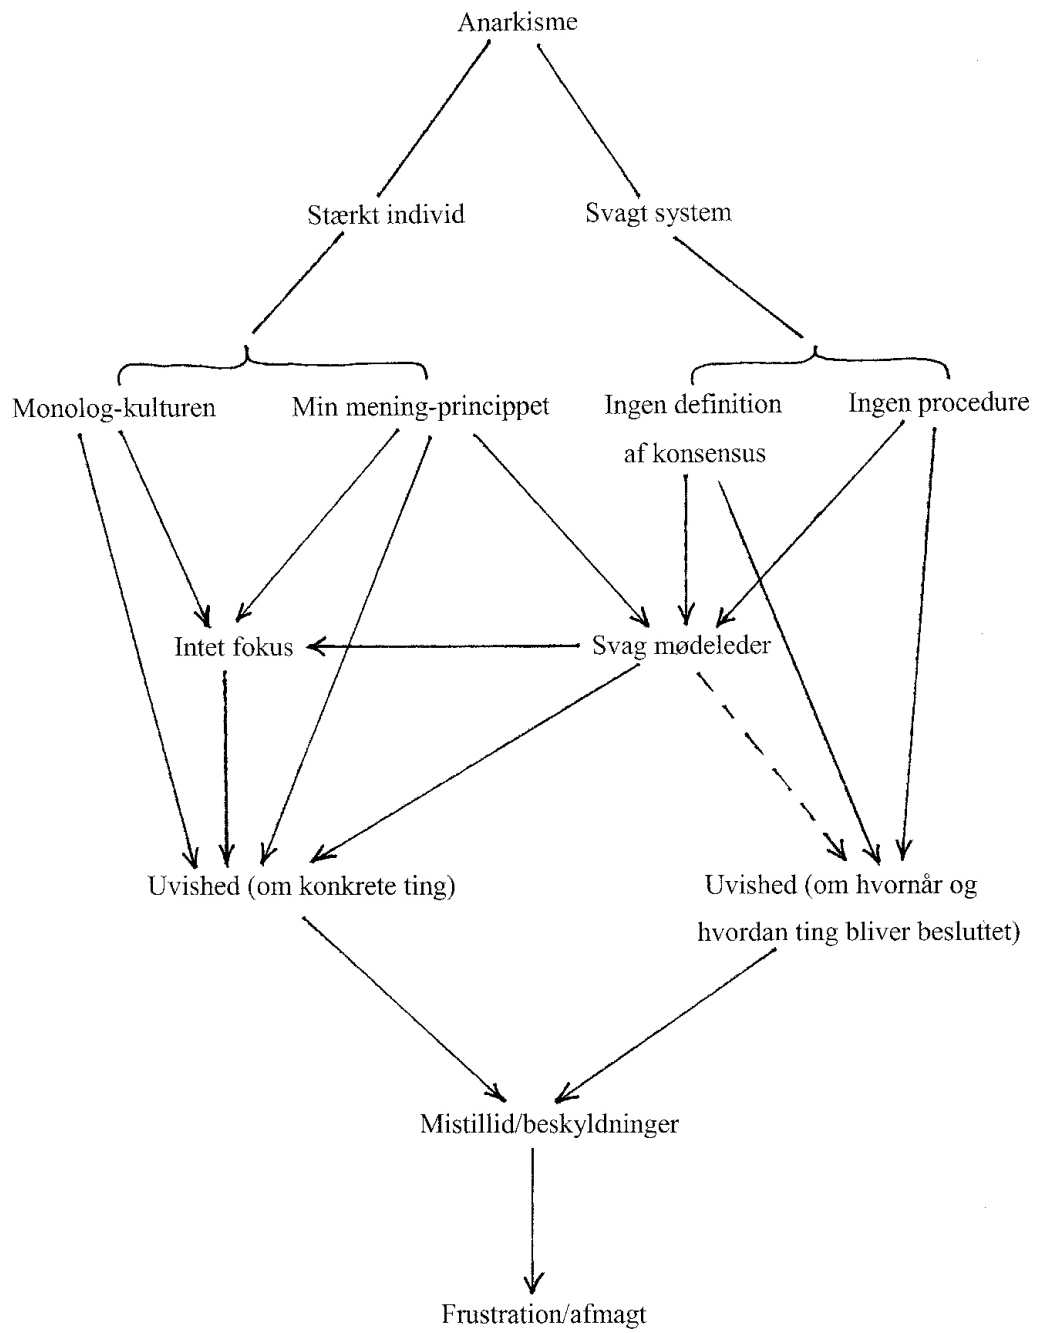 Anarkisme
Stærkt individ
Svagt system
Monolog-kulturen
Min mening-princippet
Ingen definition
af konsensus
Ingen procedure
Intet fokus
Svag mødeleder
Uvished (om konkrete ting)
Uvished (om hvornår og
hvordan ting bliver besluttet)
Mistillid/beskyldninger
Frustration/afmagt